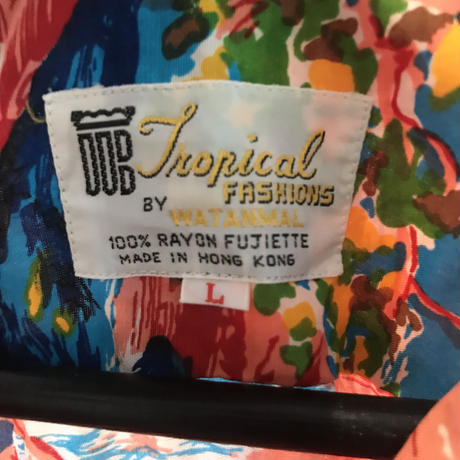 Tropical
FASHIONS
BY WATANMAL
100% RAYON FUJIETTE
MADE IN HONG KONG
L